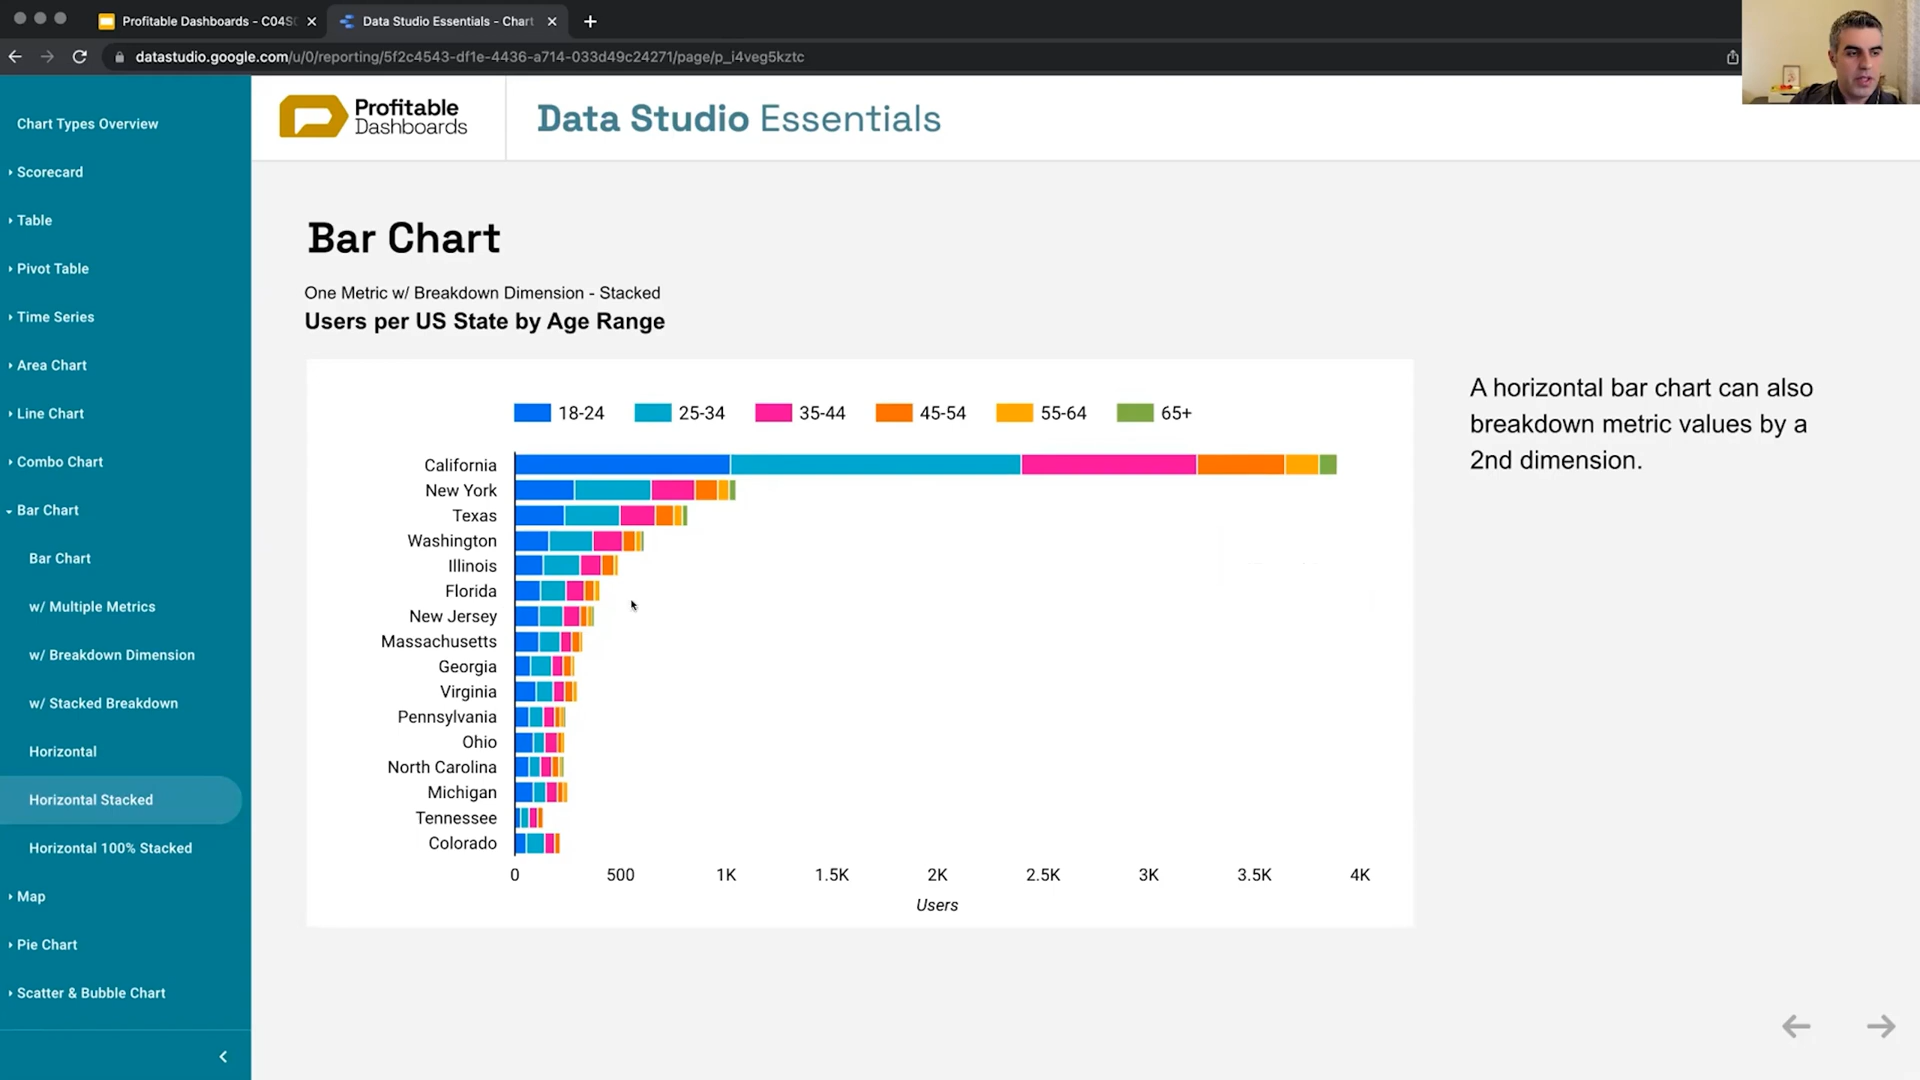 Profitable Dashboards - C04S
Data Studio Essentials - Chart
datastudio.google.com/u/0/reporting/5f2c4543-df1e-4436-a714-033d49c24271/page/p_i4veg5kztc
Chart Types Overview
Scorecard
Table
Pivot Table
Time Series
Area Chart
Line Chart
Combo Chart
Bar Chart
Bar Chart
w/ Multiple Metrics
w/ Breakdown Dimension
w/ Stacked Breakdown
Horizontal
Horizontal Stacked
Horizontal 100% Stacked
Map
Pie Chart
Scatter & Bubble Chart
Profitable
Dashboards
Data Studio Essentials
Bar Chart
One Metric w/ Breakdown Dimension - Stacked
Users per US State by Age Range
18-24 25-34 35-44 45-54 55-64 65+
California
New York
Texas
Washington
Illinois
Florida
New Jersey
Massachusetts
Georgia
Virginia
Pennsylvania
Ohio
North Carolina
Michigan
Tennessee
Colorado
0 500 1K 1.5K 2K 2.5K 3K 3.5K 4K
Users
A horizontal bar chart can also
breakdown metric values by a
2nd dimension.